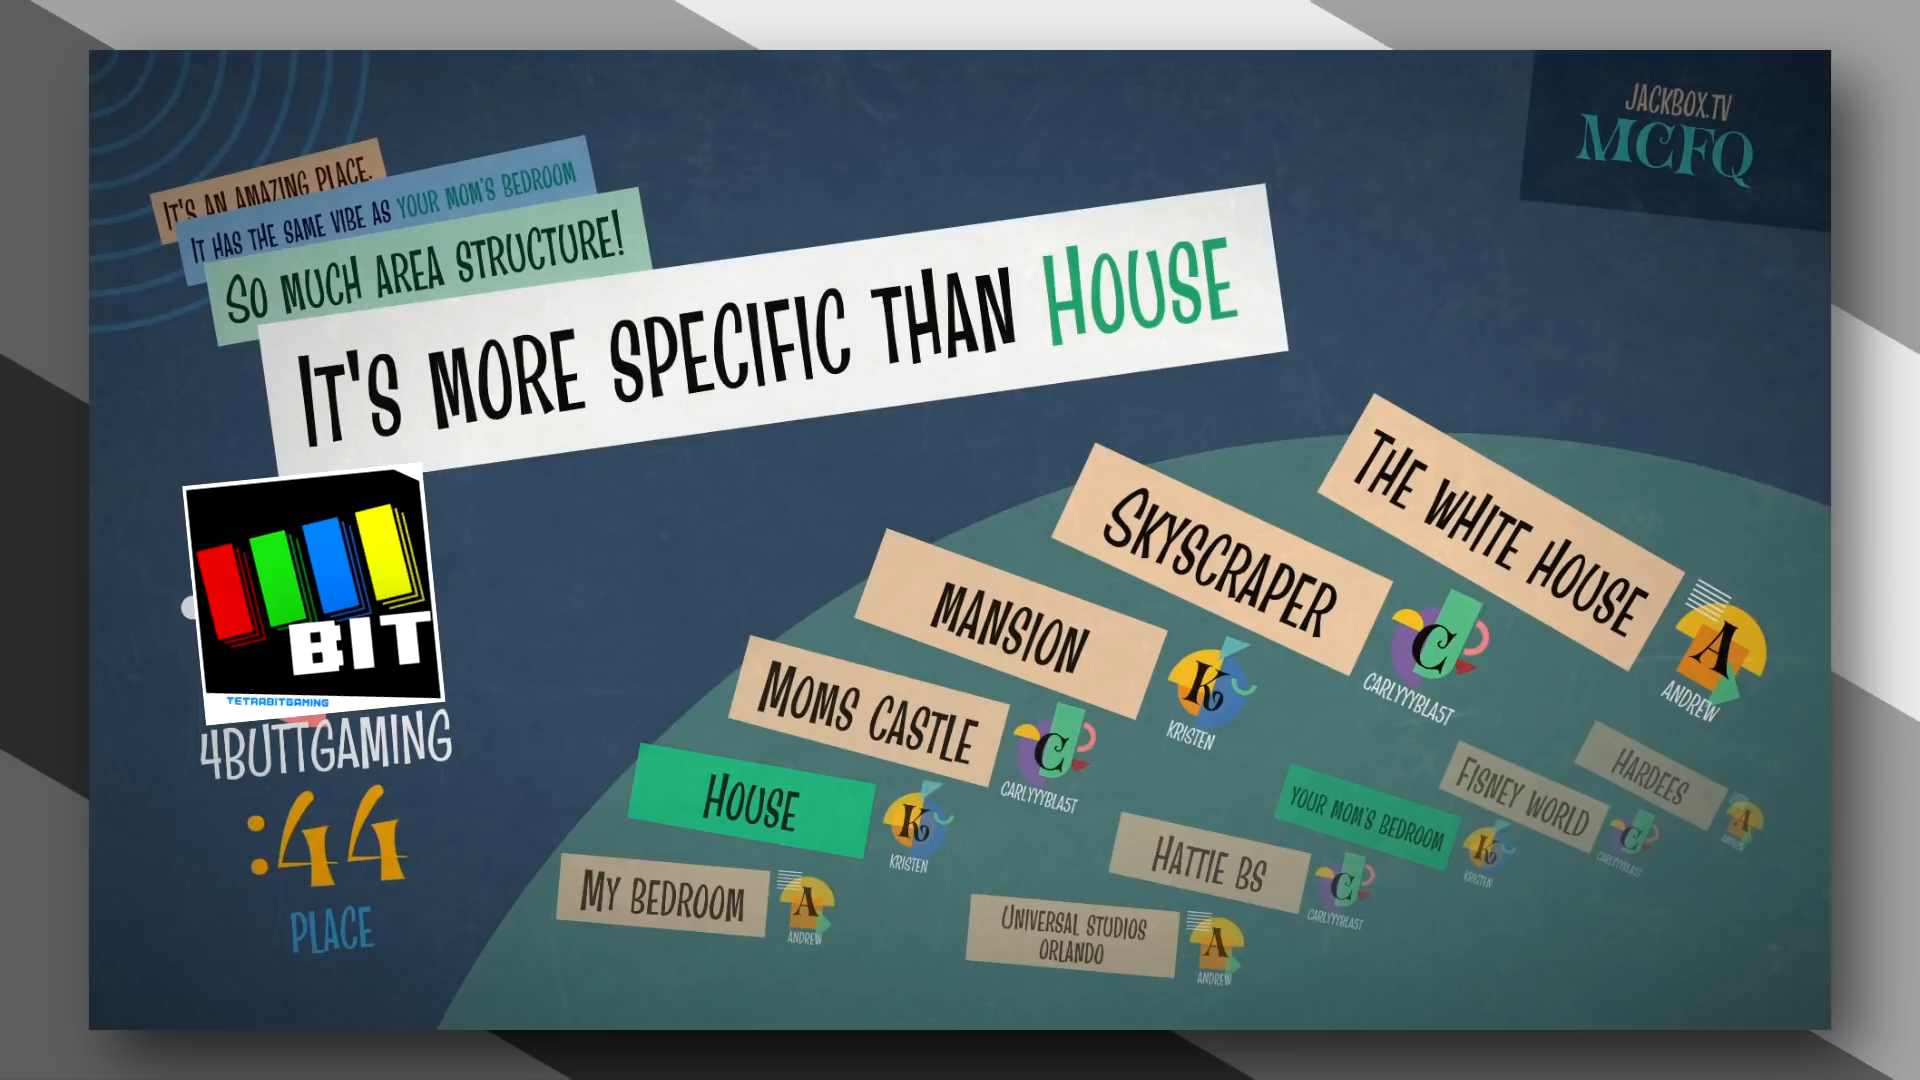 JACKBOX.TV
MCFQ
IT'S AN AMAZING PLACE.
IT HAS THE SAME VIBE AS YOUR MOM'S BEDROOM
SO MUCH AREA STRUCTURE!
IT'S MORE SPECIFIC THAN HOUSE
BIT
TETRABITGAMING
4BUTTGAMING
:44
PLACE
THE WHITE HOUSE
A
ANDREW
SKYSCRAPER
C
CARLYYYBLAST
MANSION
K
KRISTEN
MOMS CASTLE
C
CARLYYYBLAST
HOUSE
K
KRISTEN
MY BEDROOM
A
ANDREW
HARDEES
A
ANDREW
FISNEY WORLD
C
CARLYYYBLAST
YOUR MOM'S BEDROOM
K
KRISTEN
HATTIE BS
C
CARLYYYBLAST
UNIVERSAL STUDIOS
ORLANDO
A
ANDREW